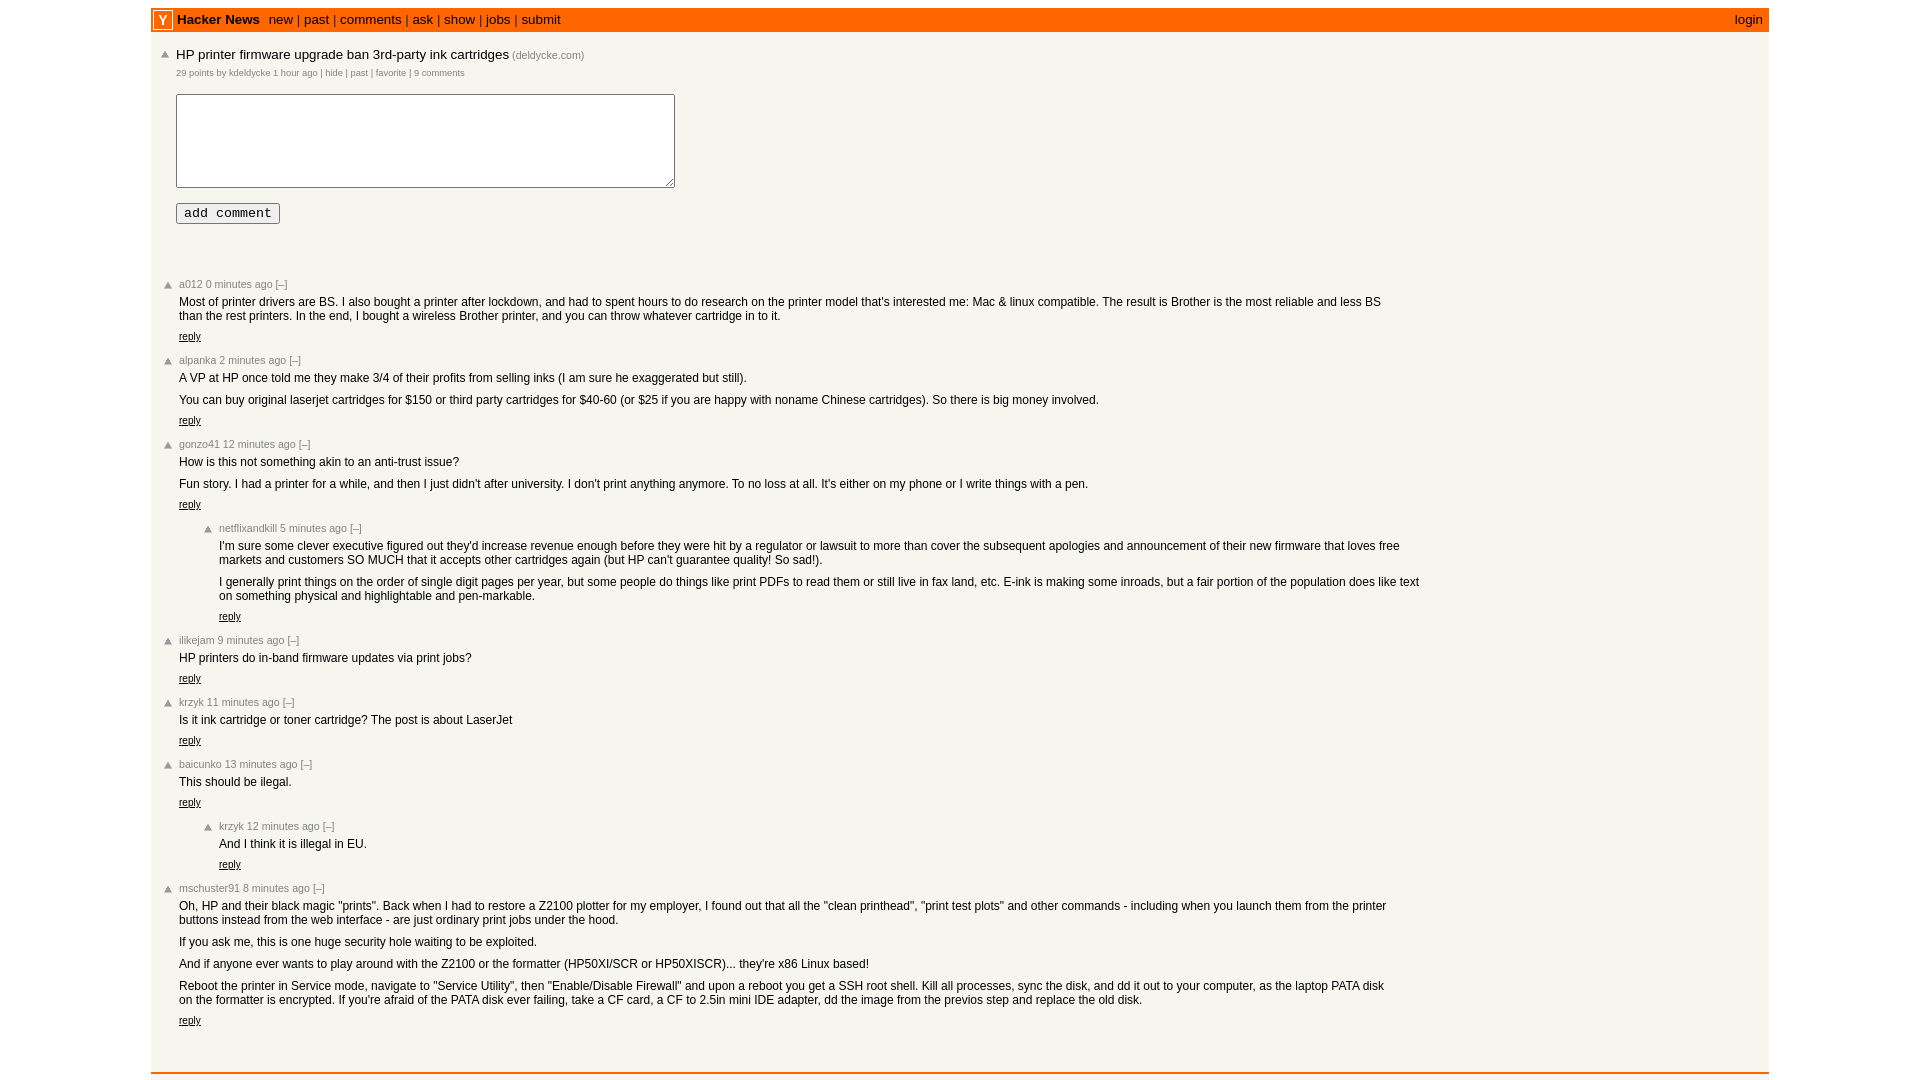 Y Hacker News new | past | comments | ask | show | jobs | submit login
HP printer firmware upgrade ban 3rd-party ink cartridges (deldycke.com)
29 points by kdeldycke 1 hour ago | hide | past | favorite | 9 comments
add comment
a012 0 minutes ago [–]
Most of printer drivers are BS. I also bought a printer after lockdown, and had to spent hours to do research on the printer model that's interested me: Mac & linux compatible. The result is Brother is the most reliable and less BS
than the rest printers. In the end, I bought a wireless Brother printer, and you can throw whatever cartridge in to it.
reply
alpanka 2 minutes ago [–]
A VP at HP once told me they make 3/4 of their profits from selling inks (I am sure he exaggerated but still).
You can buy original laserjet cartridges for $150 or third party cartridges for $40-60 (or $25 if you are happy with noname Chinese cartridges). So there is big money involved.
reply
gonzo41 12 minutes ago [–]
How is this not something akin to an anti-trust issue?
Fun story. I had a printer for a while, and then I just didn't after university. I don't print anything anymore. To no loss at all. It's either on my phone or I write things with a pen.
reply
netflixandkill 5 minutes ago [–]
I'm sure some clever executive figured out they'd increase revenue enough before they were hit by a regulator or lawsuit to more than cover the subsequent apologies and announcement of their new firmware that loves free
markets and customers SO MUCH that it accepts other cartridges again (but HP can't guarantee quality! So sad!).
I generally print things on the order of single digit pages per year, but some people do things like print PDFs to read them or still live in fax land, etc. E-ink is making some inroads, but a fair portion of the population does like text
on something physical and highlightable and pen-markable.
reply
ilikejam 9 minutes ago [–]
HP printers do in-band firmware updates via print jobs?
reply
krzyk 11 minutes ago [–]
Is it ink cartridge or toner cartridge? The post is about LaserJet
reply
baicunko 13 minutes ago [–]
This should be ilegal.
reply
krzyk 12 minutes ago [–]
And I think it is illegal in EU.
reply
mschuster91 8 minutes ago [–]
Oh, HP and their black magic "prints". Back when I had to restore a Z2100 plotter for my employer, I found out that all the "clean printhead", "print test plots" and other commands - including when you launch them from the printer
buttons instead from the web interface - are just ordinary print jobs under the hood.
If you ask me, this is one huge security hole waiting to be exploited.
And if anyone ever wants to play around with the Z2100 or the formatter (HP50XI/SCR or HP50XISCR)... they're x86 Linux based!
Reboot the printer in Service mode, navigate to "Service Utility", then "Enable/Disable Firewall" and upon a reboot you get a SSH root shell. Kill all processes, sync the disk, and dd it out to your computer, as the laptop PATA disk
on the formatter is encrypted. If you're afraid of the PATA disk ever failing, take a CF card, a CF to 2.5in mini IDE adapter, dd the image from the previos step and replace the old disk.
reply